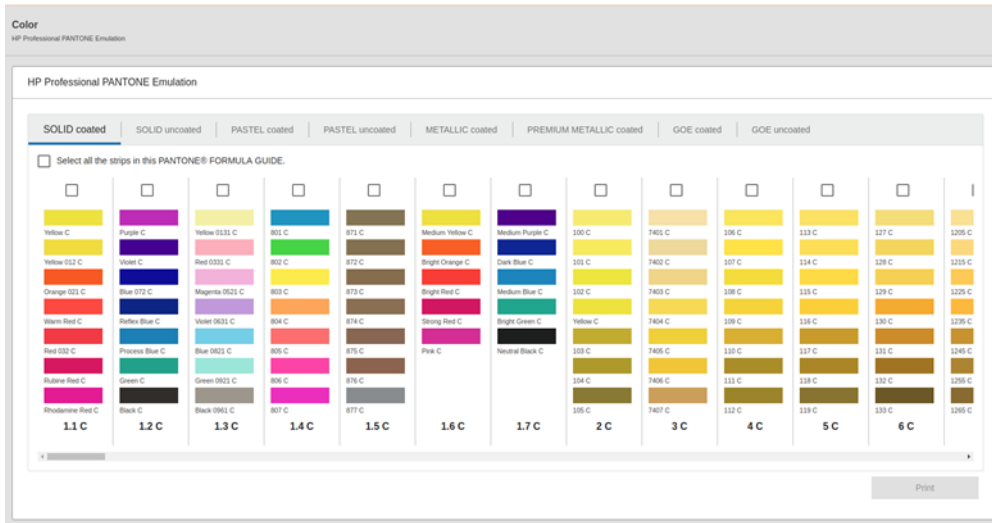 Color
HP Professional PANTONE Emulation
HP Professional PANTONE Emulation
SOLID coated SOLID uncoated PASTEL coated PASTEL uncoated METALLIC coated PREMIUM METALLIC coated GOE coated GOE uncoated
Select all the strips in this PANTONE® FORMULA GUIDE.
Yellow C Purple C Yellow 0131 C 801 C 871 C Medium Yellow C Medium Purple C 100 C 7401 C 106 C 113 C 127 C 1205 C
Yellow 012 C Violet C Red 0331 C 802 C 872 C Bright Orange C Dark Blue C 101 C 7402 C 107 C 114 C 128 C 1215 C
Orange 021 C Blue 072 C Magenta 0521 C 803 C 873 C Bright Red C Medium Blue C 102 C 7403 C 108 C 115 C 129 C 1225 C
Warm Red C Reflex Blue C Violet 0631 C 804 C 874 C Strong Red C Bright Green C Yellow C 7404 C 109 C 116 C 130 C 1235 C
Red 032 C Process Blue C Blue 0821 C 805 C 875 C Pink C Neutral Black C 103 C 7405 C 110 C 117 C 131 C 1245 C
Rubine Red C Green C Green 0921 C 806 C 876 C 104 C 7406 C 111 C 118 C 132 C 1255 C
Rhodamine Red C Black C Black 0961 C 807 C 877 C 105 C 7407 C 112 C 119 C 133 C 1265 C
1.1 C 1.2 C 1.3 C 1.4 C 1.5 C 1.6 C 1.7 C 2 C 3 C 4 C 5 C 6 C
Print